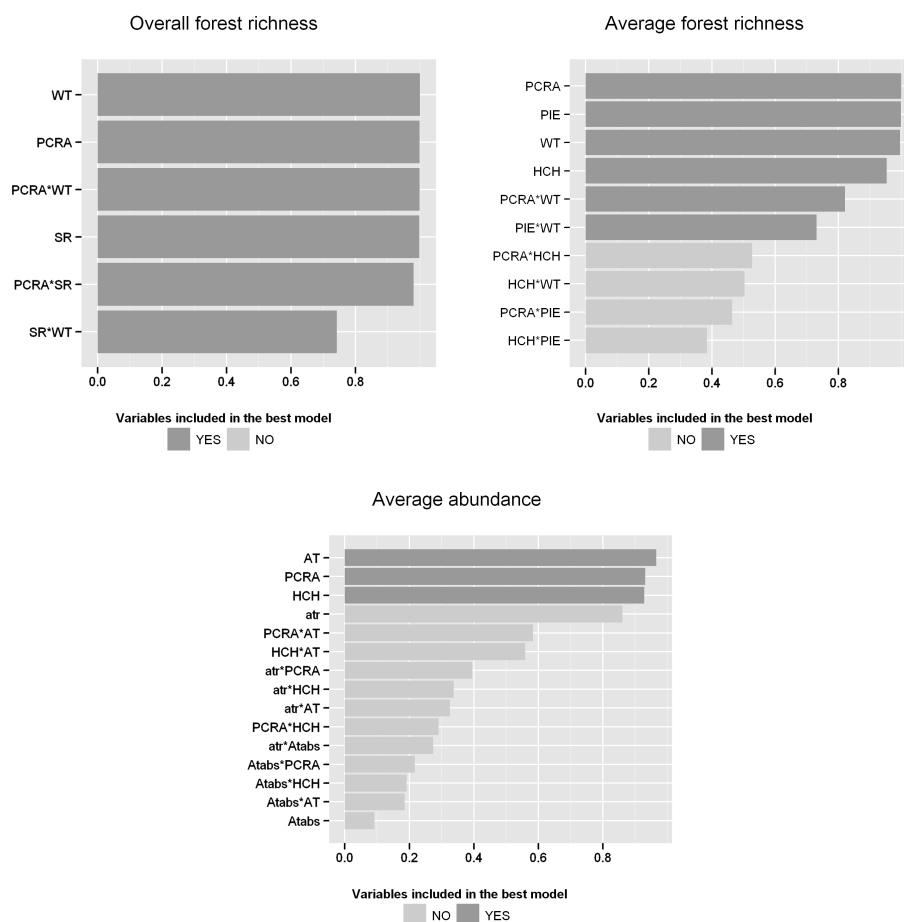 Overall forest richness
WT
PCRA
PCRA*WT
SR
PCRA*SR
SR*WT
0.0 0.2 0.4 0.6 0.8
Variables included in the best model
YES NO
Average forest richness
PCRA
PIE
WT
HCH
PCRA*WT
PIE*WT
PCRA*HCH
HCH*WT
PCRA*PIE
HCH*PIE
0.0 0.2 0.4 0.6 0.8
Variables included in the best model
NO YES
Average abundance
AT
PCRA
HCH
atr
PCRA*AT
HCH*AT
atr*PCRA
atr*HCH
atr*AT
PCRA*HCH
atr*Atabs
Atabs*PCRA
Atabs*HCH
Atabs*AT
Atabs
0.0 0.2 0.4 0.6 0.8
Variables included in the best model
NO YES